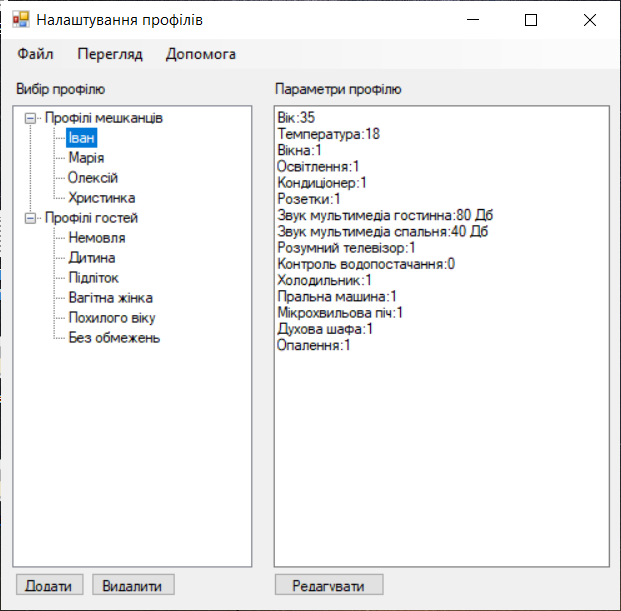 Налаштування профілів
Файл Перегляд Допомога
Вибір профілю
Профілі мешканців
Іван
Марія
Олексій
Христинка
Профілі гостей
Немовля
Дитина
Підліток
Вагітна жінка
Похилого віку
Без обмежень
Додати Видалити
Параметри профілю
Вік:35
Температура:18
Вікна:1
Освітлення:1
Кондиціонер:1
Розетки:1
Звук мультимедіа гостинна:80 Дб
Звук мультимедіа спальня:40 Дб
Розумний телевізор:1
Контроль водопостачання:0
Холодильник:1
Пральна машина:1
Мікрохвильова піч:1
Духова шафа:1
Опалення:1
Редагувати